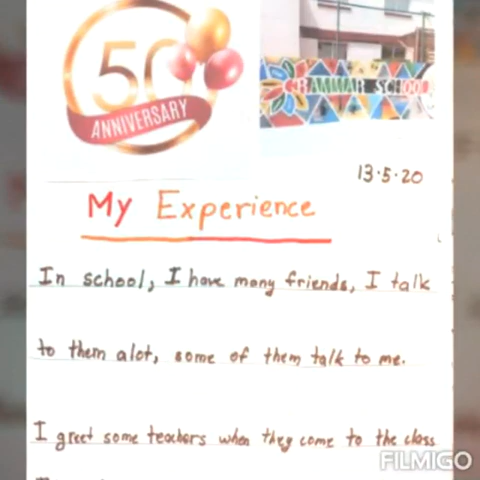 50
ANNIVERSARY
GRAMMAR SCHOOL
13.5.20
My Experience
In school, I have many friends, I talk
to them alot, some of them talk to me.
I greet some teachers when they come to the class
FILMIGO